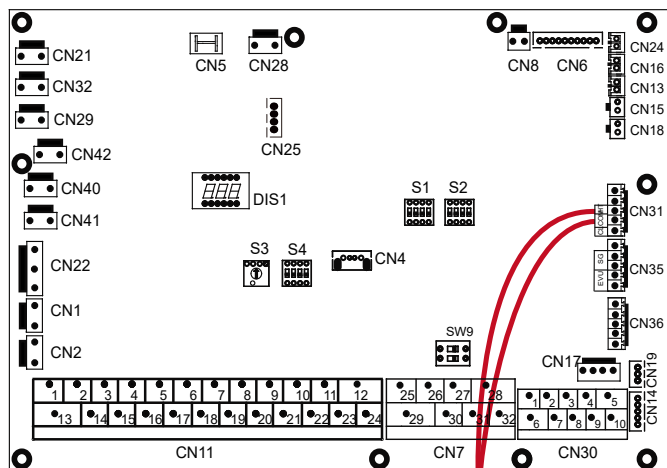 CN21
CN5
CN28
CN8
CN6
CN24
CN16
CN32
CN13
CN15
CN29
CN18
CN25
CN42
CN40
DIS1
S1
S2
CN41
CN31
COM1
CN22
S3
S4
CN4
SG
EVU
CN35
CN1
CN36
SW9
CN2
CN17
CN19
1 2 3 4 5 6 7 8 9 10 11 12
25 26 27 28
1 2 3 4 5
CN14
13 14 15 16 17 18 19 20 21 22 23 24
29 30 31 32
6 7 8 9 10
CN11
CN7
CN30